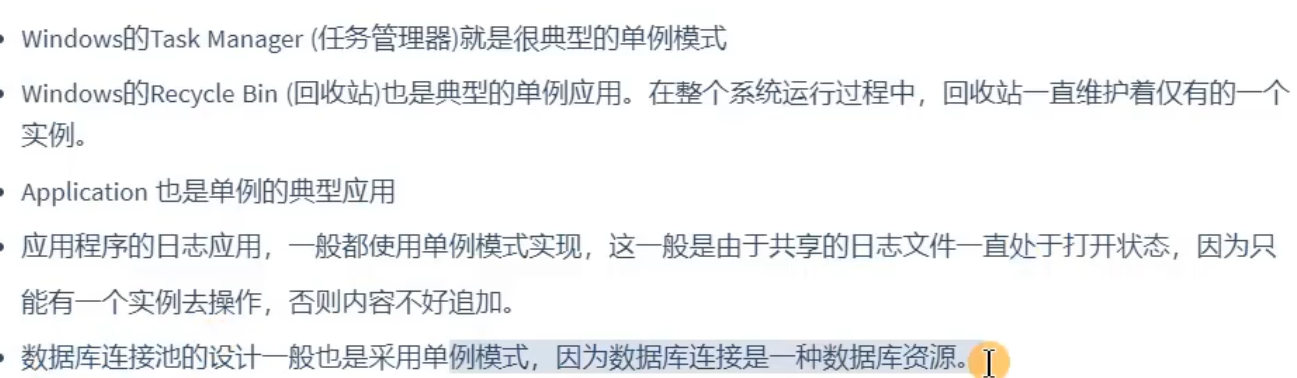 • Windows的Task Manager (任务管理器)就是很典型的单例模式
• Windows的Recycle Bin (回收站)也是典型的单例应用。在整个系统运行过程中，回收站一直维护着仅有的一个
实例。
• Application 也是单例的典型应用
• 应用程序的日志应用，一般都使用单例模式实现，这一般是由于共享的日志文件一直处于打开状态，因为只
能有一个实例去操作，否则内容不好追加。
• 数据库连接池的设计一般也是采用单例模式，因为数据库连接是一种数据库资源。